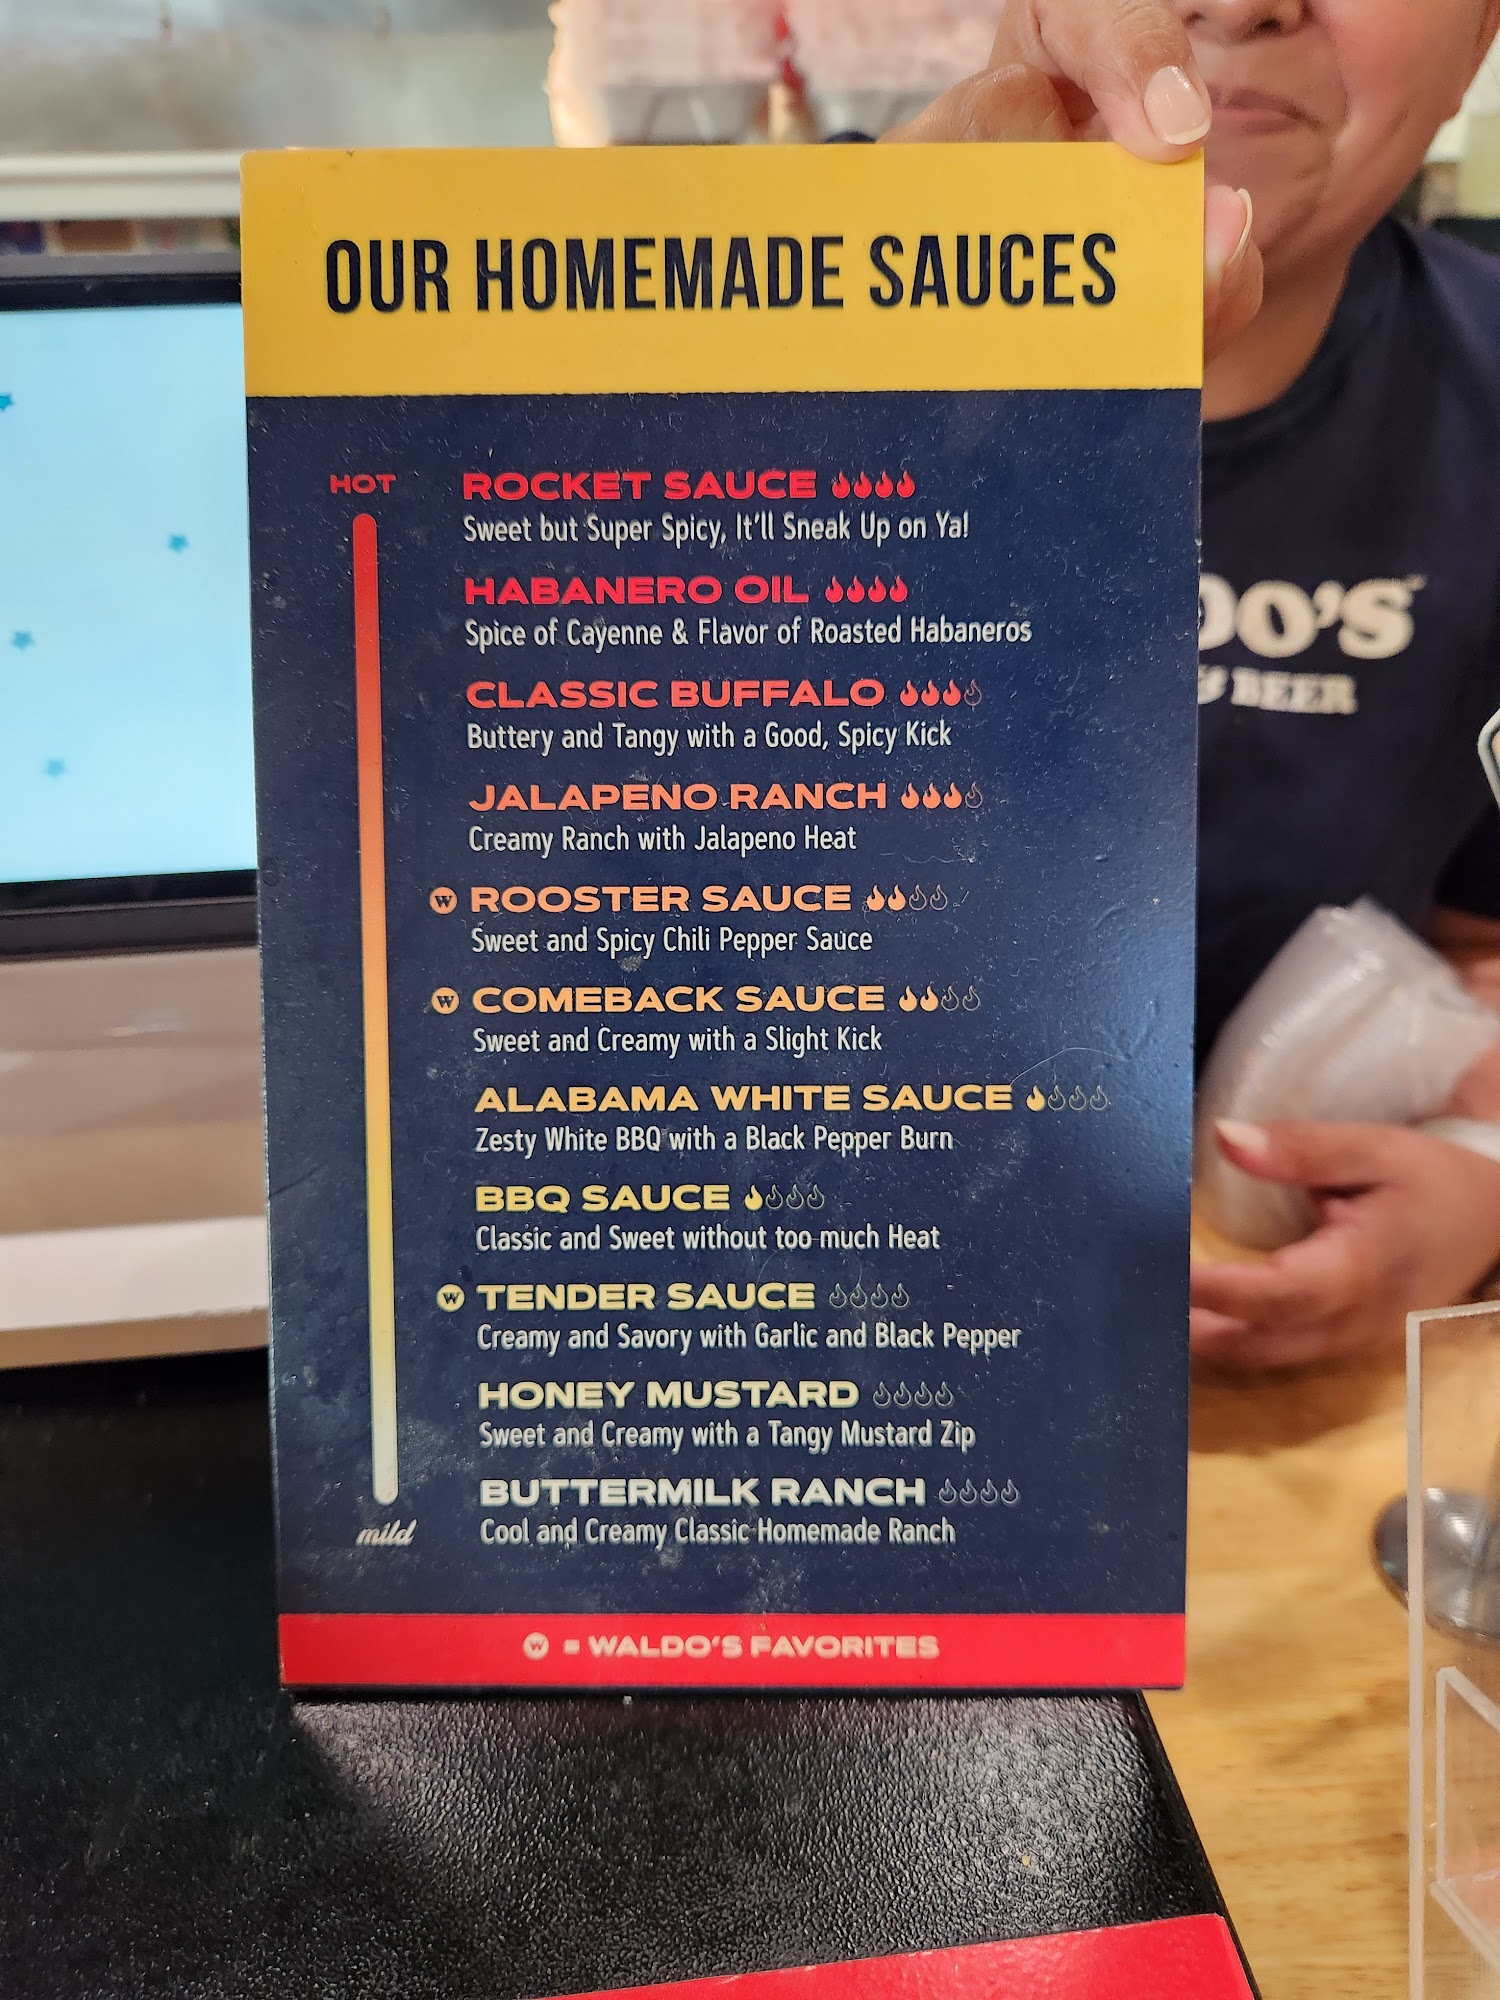 OUR HOMEMADE SAUCES
HOT
ROCKET SAUCE
Sweet but Super Spicy, It'll Sneak Up on Ya!
HABANERO OIL
Spice of Cayenne & Flavor of Roasted Habaneros
CLASSIC BUFFALO
Buttery and Tangy with a Good, Spicy Kick
JALAPENO RANCH
Creamy Ranch with Jalapeno Heat
W ROOSTER SAUCE
Sweet and Spicy Chili Pepper Sauce
W COMEBACK SAUCE
Sweet and Creamy with a Slight Kick
ALABAMA WHITE SAUCE
Zesty White BBQ with a Black Pepper Burn
BBQ SAUCE
Classic and Sweet without too much Heat
W TENDER SAUCE
Creamy and Savory with Garlic and Black Pepper
HONEY MUSTARD
Sweet and Creamy with a Tangy Mustard Zip
BUTTERMILK RANCH
Cool and Creamy Classic Homemade Ranch
mild
W = WALDO'S FAVORITES
DO'S
& BEER